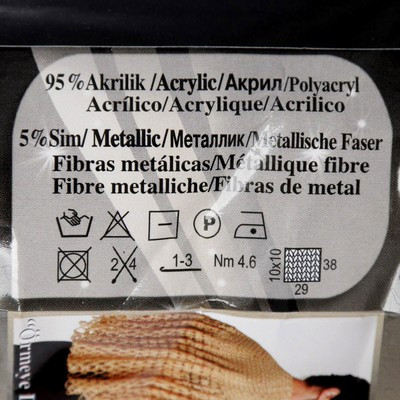 95 % Akrilik /Acrylic/Акрил/Polyacryl
Acrílico/Acrylique/Acrilico
5% Sim/ Metallic/Металлик/Metallische Faser
Fibras metálicas/Métallique fibre
Fibre metalliche/Fibras de metal
P
2 4 1-3 Nm 4.6 10x10 38
29
Örmeye